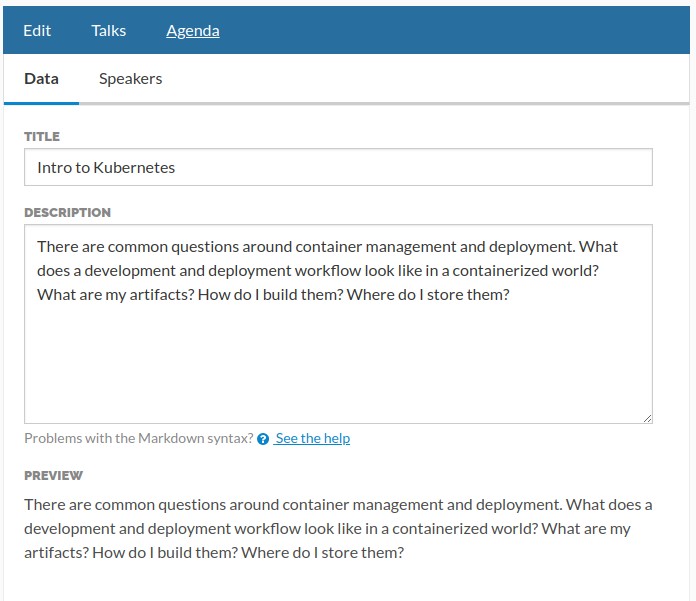 Edit Talks Agenda
Data Speakers
TITLE
Intro to Kubernetes
DESCRIPTION
There are common questions around container management and deployment. What
does a development and deployment workflow look like in a containerized world?
What are my artifacts? How do I build them? Where do I store them?
Problems with the Markdown syntax? ? See the help
PREVIEW
There are common questions around container management and deployment. What does a
development and deployment workflow look like in a containerized world? What are my
artifacts? How do I build them? Where do I store them?